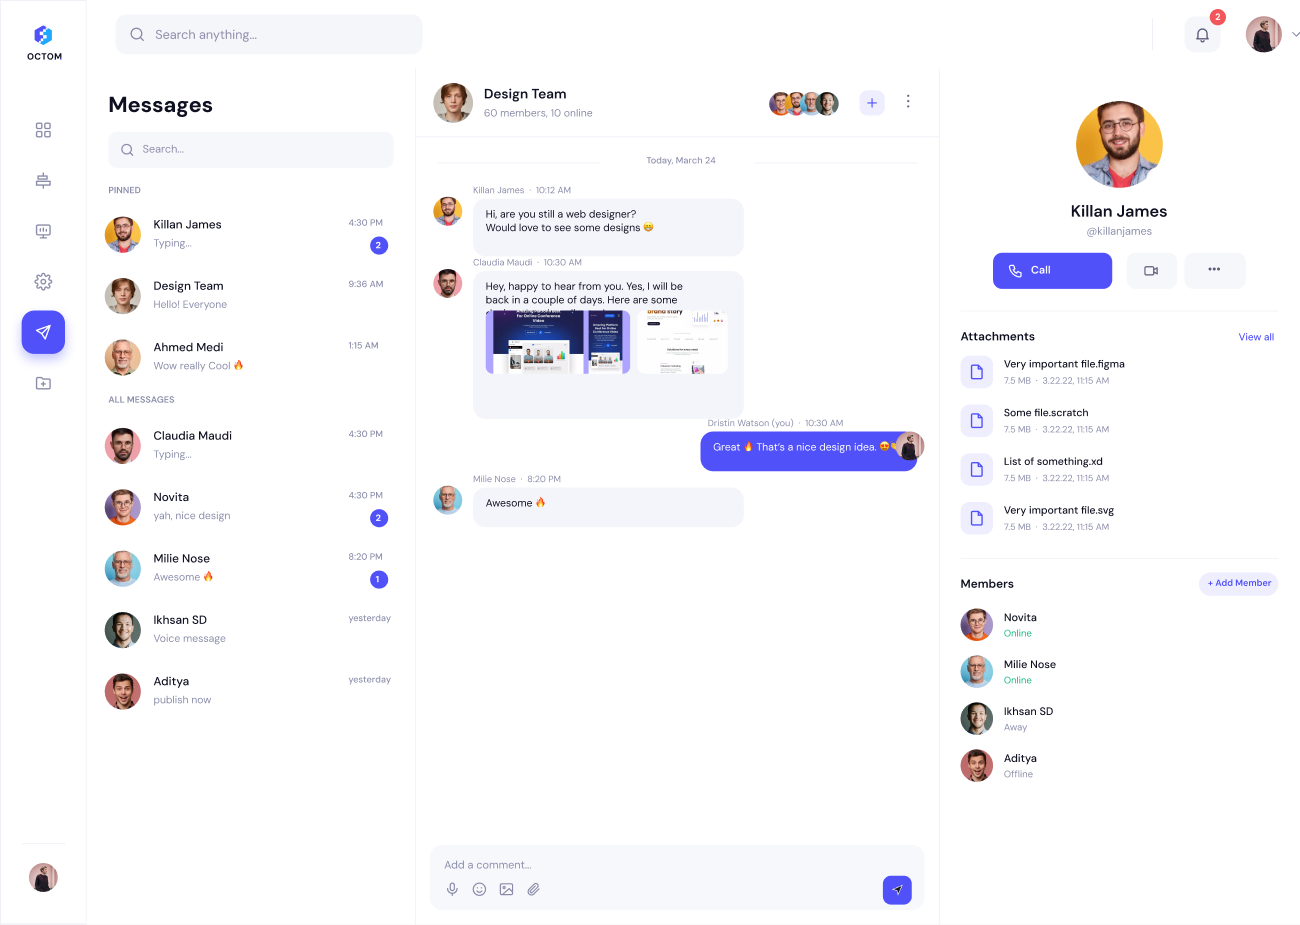 OCTOM
Search anything...
2
Messages
Search...
PINNED
Killan James
4:30 PM
Typing...
2
Design Team
9:36 AM
Hello! Everyone
Ahmed Medi
1:15 AM
Wow really Cool 🔥
ALL MESSAGES
Claudia Maudi
4:30 PM
Typing...
Novita
4:30 PM
yah, nice design
2
Milie Nose
8:20 PM
Awesome 🔥
1
Ikhsan SD
yesterday
Voice message
Aditya
yesterday
publish now
Design Team
60 members, 10 online
Today, March 24
Killan James · 10:12 AM
Hi, are you still a web designer?
Would love to see some designs 😁
Claudia Maudi · 10:30 AM
Hey, happy to hear from you. Yes, I will be
back in a couple of days. Here are some
for Online Conference
Video
brand story
Dristin Watson (you) · 10:30 AM
Great 🔥 That's a nice design idea. 😍
Milie Nose · 8:20 PM
Awesome 🔥
Add a comment...
Killan James
@killanjames
Call
Attachments
View all
Very important file.figma
7.5 MB · 3.22.22, 11:15 AM
Some file.scratch
7.5 MB · 3.22.22, 11:15 AM
List of something.xd
7.5 MB · 3.22.22, 11:15 AM
Very important file.svg
7.5 MB · 3.22.22, 11:15 AM
Members
+ Add Member
Novita
Online
Milie Nose
Online
Ikhsan SD
Away
Aditya
Offline